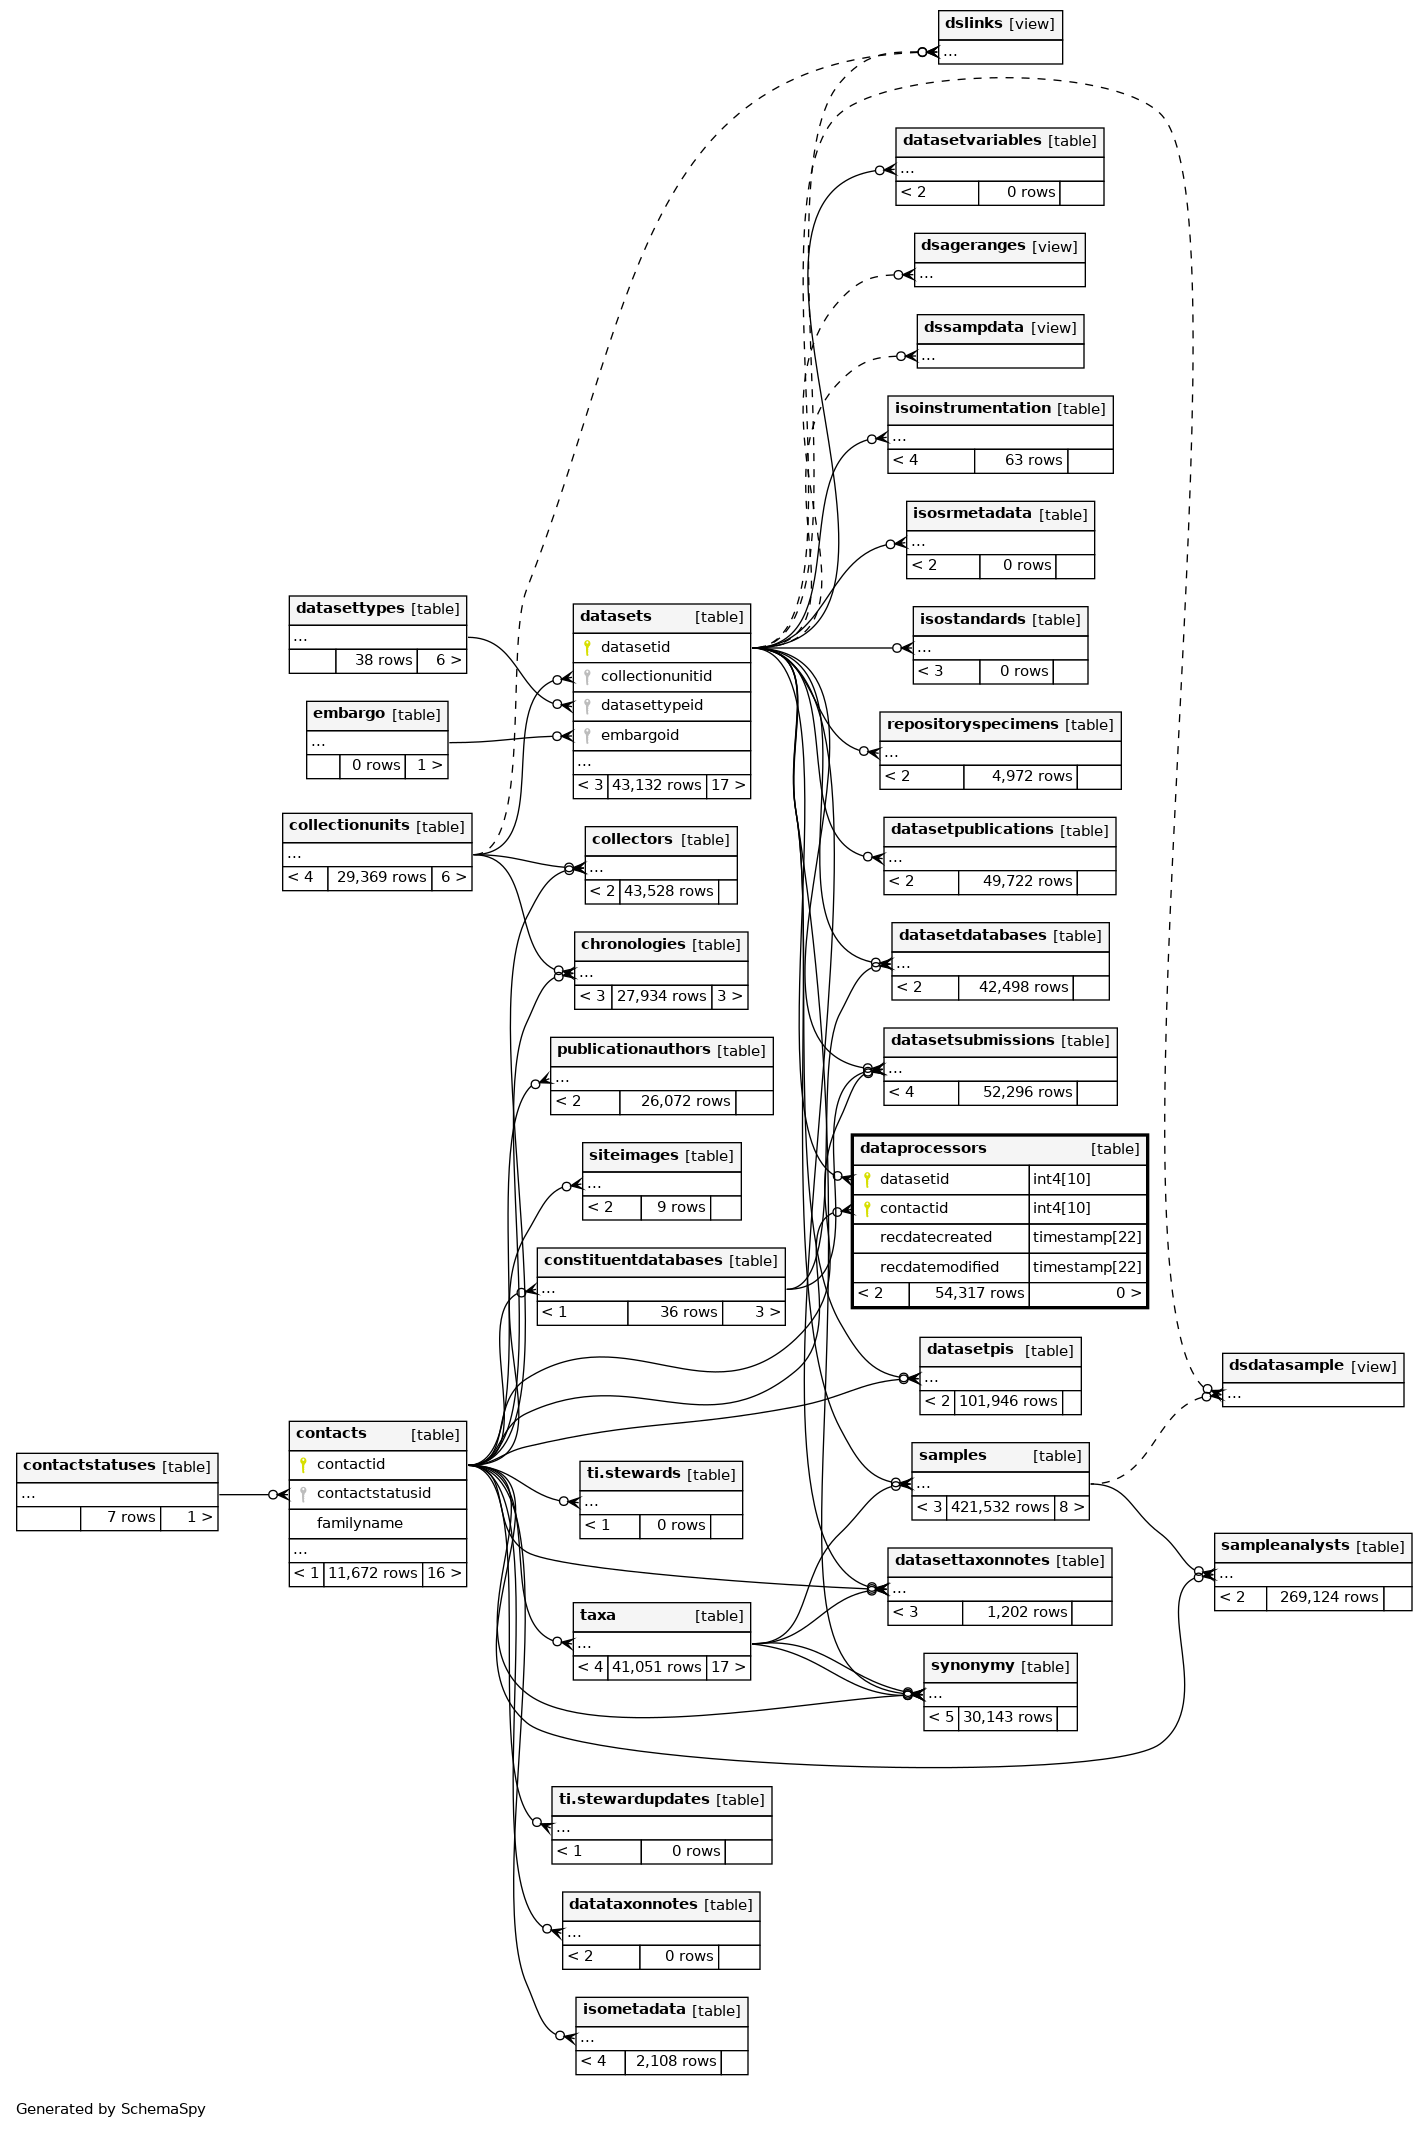 dslinks [view]
...
datasetvariables [table]
...
< 2 0 rows
dsageranges [view]
...
dssampdata [view]
...
isoinstrumentation [table]
...
< 4 63 rows
isosrmetadata [table]
...
< 2 0 rows
datasettypes [table]
...
38 rows 6 >
datasets [table]
datasetid
collectionunitid
datasettypeid
embargoid
...
< 3 43,132 rows 17 >
isostandards [table]
...
< 3 0 rows
embargo [table]
...
0 rows 1 >
repositoryspecimens [table]
...
< 2 4,972 rows
collectionunits [table]
...
< 4 29,369 rows 6 >
collectors [table]
...
< 2 43,528 rows
datasetpublications [table]
...
< 2 49,722 rows
chronologies [table]
...
< 3 27,934 rows 3 >
datasetdatabases [table]
...
< 2 42,498 rows
publicationauthors [table]
...
< 2 26,072 rows
datasetsubmissions [table]
...
< 4 52,296 rows
siteimages [table]
...
< 2 9 rows
dataprocessors [table]
datasetid int4[10]
contactid int4[10]
recdatecreated timestamp[22]
recdatemodified timestamp[22]
< 2 54,317 rows 0 >
constituentdatabases [table]
...
< 1 36 rows 3 >
datasetpis [table]
...
< 2 101,946 rows
dsdatasample [view]
...
contacts [table]
contactid
contactstatusid
familyname
...
< 1 11,672 rows 16 >
contactstatuses [table]
...
7 rows 1 >
ti.stewards [table]
...
< 1 0 rows
samples [table]
...
< 3 421,532 rows 8 >
sampleanalysts [table]
...
< 2 269,124 rows
datasettaxonnotes [table]
...
< 3 1,202 rows
taxa [table]
...
< 4 41,051 rows 17 >
synonymy [table]
...
< 5 30,143 rows
ti.stewardupdates [table]
...
< 1 0 rows
datataxonnotes [table]
...
< 2 0 rows
isometadata [table]
...
< 4 2,108 rows
Generated by SchemaSpy